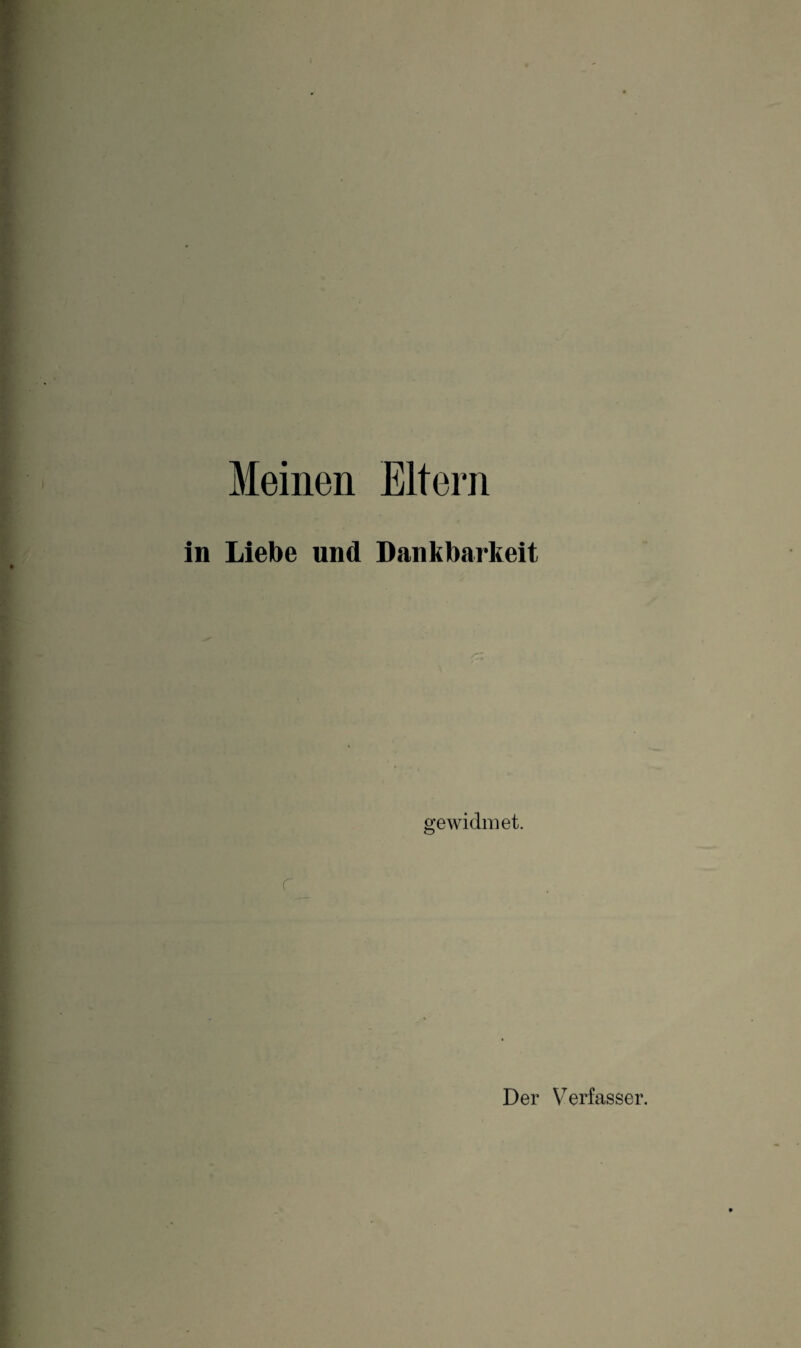 Meinen Eltern
in Liebe und Dankbarkeit
gewidmet.
Der Verfasser.